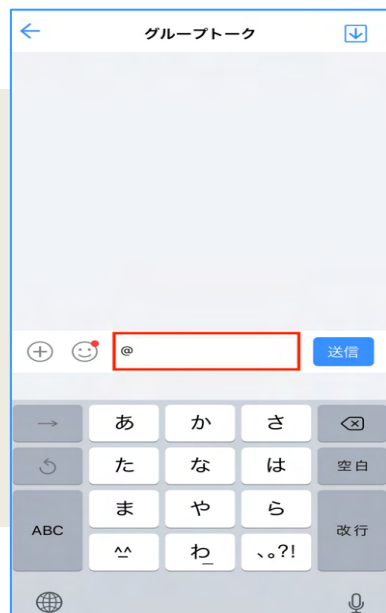 グループトーク
@
送信
→ あ か さ
た な は 空白
ABC ま や ら 改行
^^ わ_ 、。?!